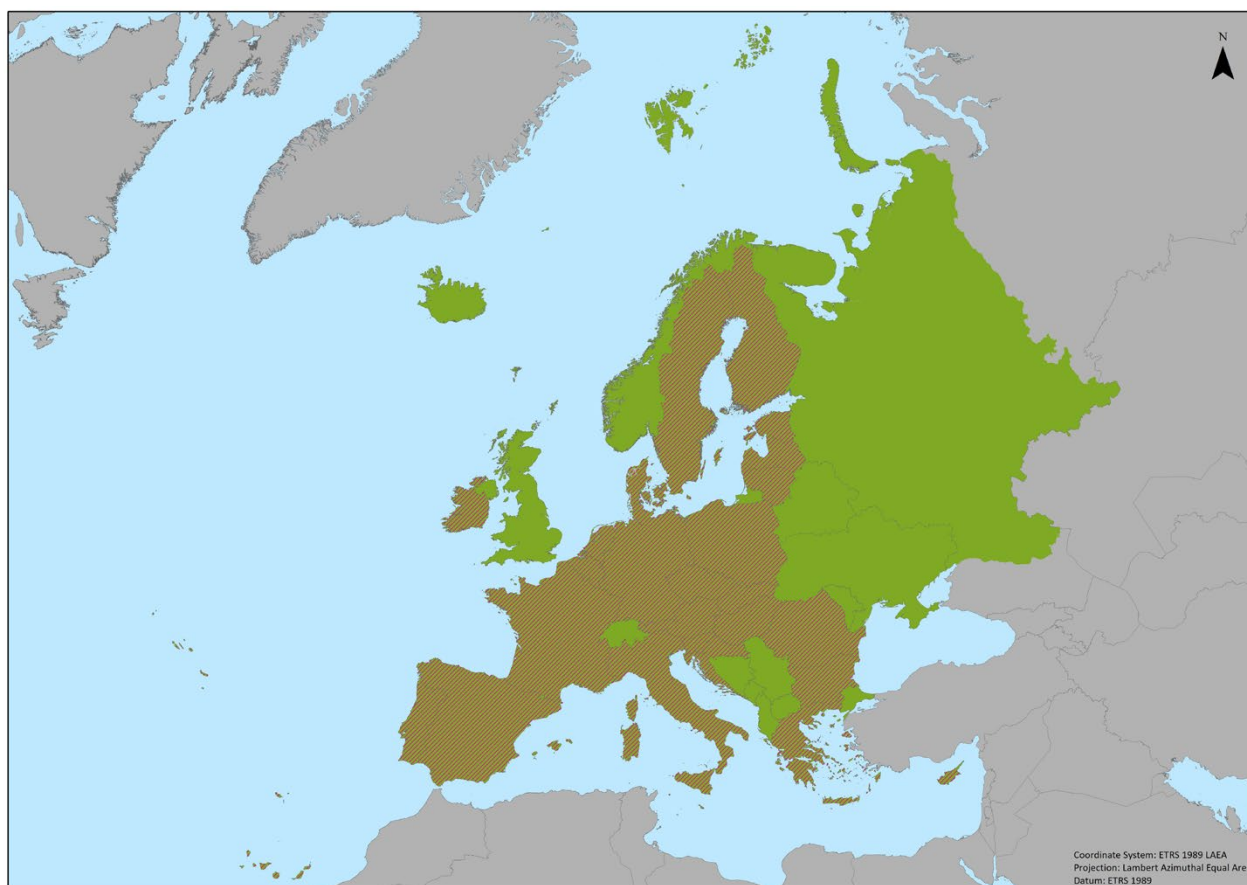 N
Coordinate System: ETRS 1989 LAEA
Projection: Lambert Azimuthal Equal Are
Datum: ETRS 1989